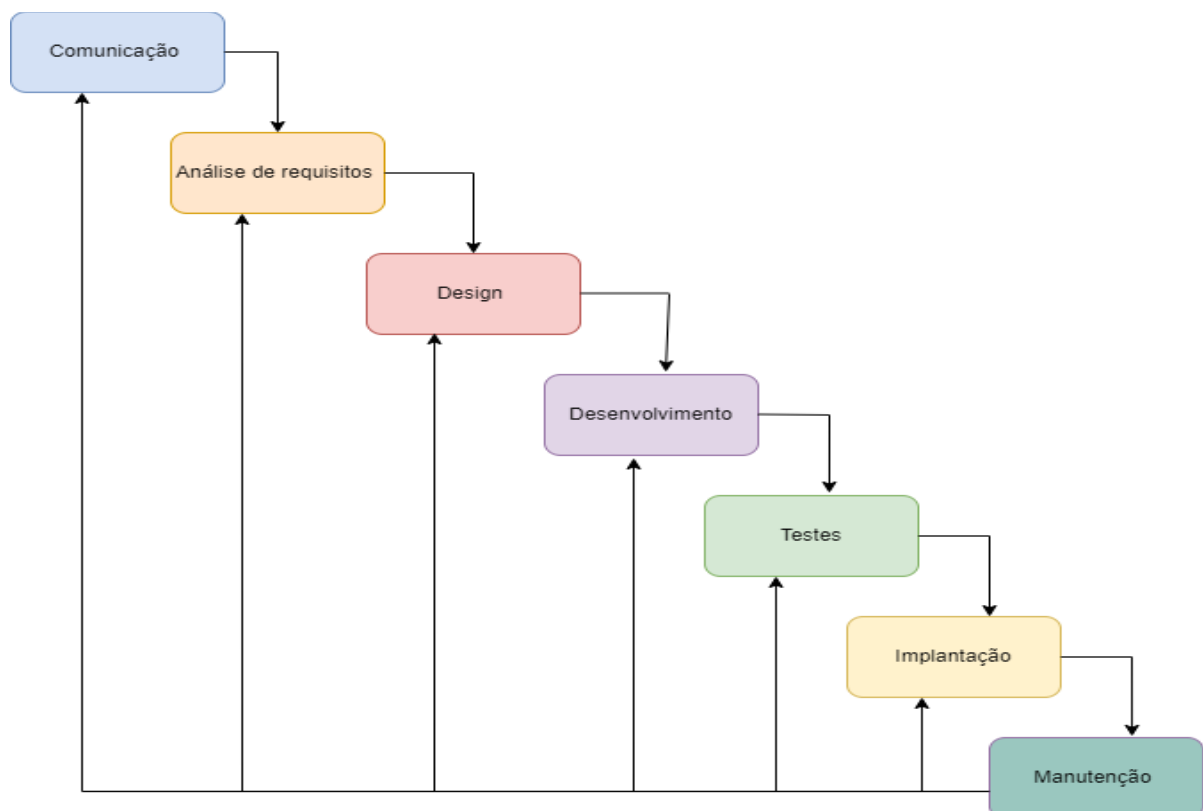 Comunicação
Análise de requisitos
Design
Desenvolvimento
Testes
Implantação
Manutenção